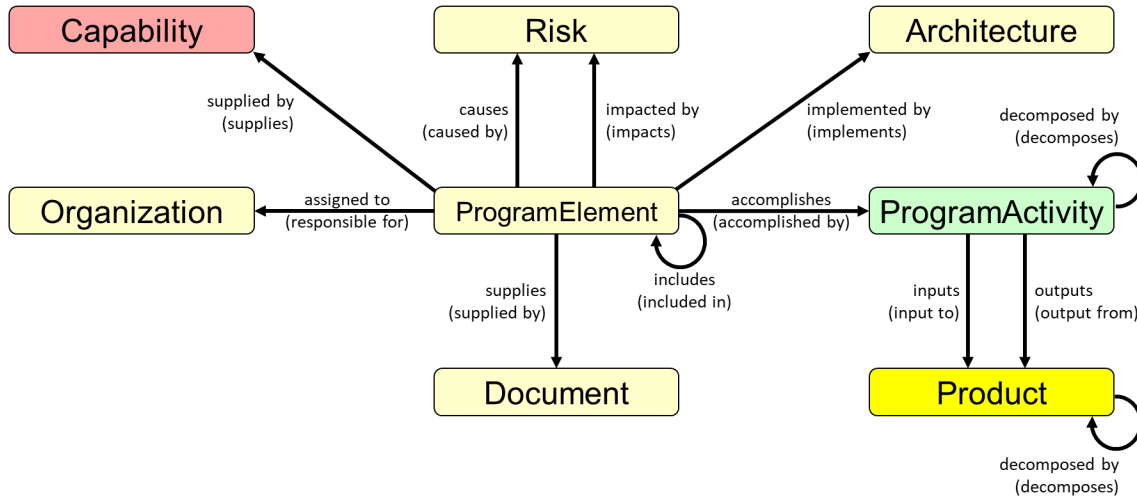 Capability
Risk
Architecture
supplied by
(supplies)
causes
(caused by)
impacted by
(impacts)
implemented by
(implements)
decomposed by
(decomposes)
Organization
assigned to
(responsible for)
ProgramElement
accomplishes
(accomplished by)
ProgramActivity
supplies
(supplied by)
includes
(included in)
inputs
(input to)
outputs
(output from)
Document
Product
decomposed by
(decomposes)